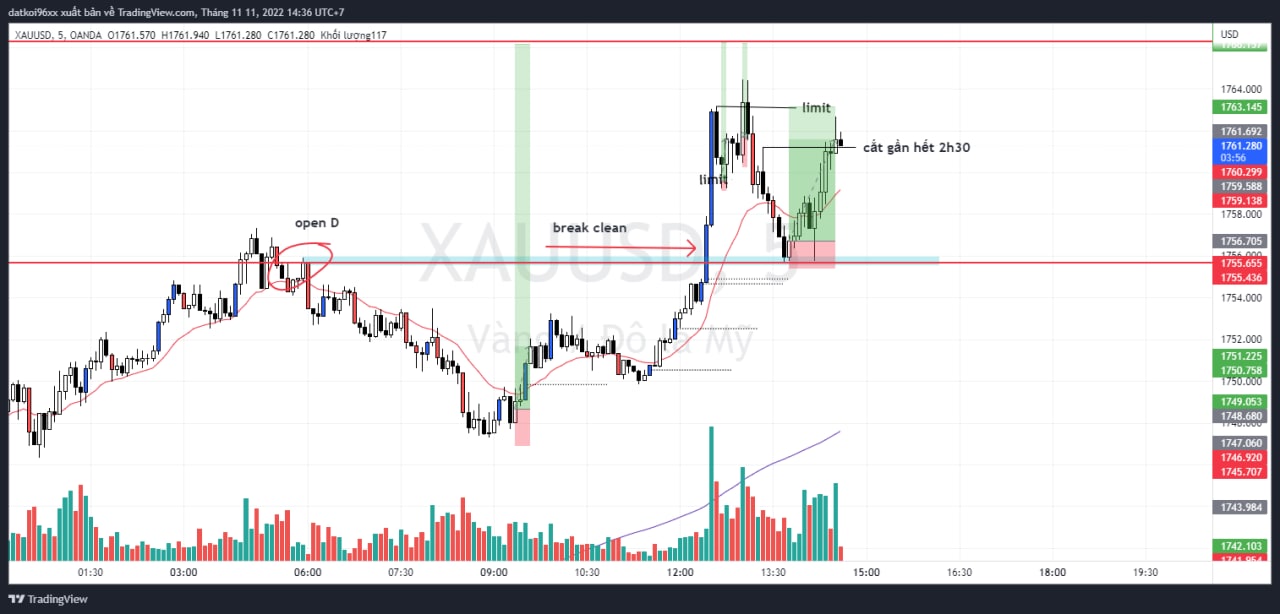 datkoi96xx xuất bản về TradingView.com, Tháng 11 11, 2022 14:36 UTC+7
XAUUSD, 5, OANDA O1761.570 H1761.940 L1761.280 C1761.280 Khối lượng117
USD
1764.000
limit
1763.145
1761.692
cắt gần hết 2h30
1761.280
03:56
1760.299
limit
1759.588
1759.138
1758.000
open D
break clean
XAUUSD, 5
1756.705
1756.000
1755.655
1755.436
1754.000
Vàng / Đô la Mỹ
1752.000
1751.225
1750.758
1750.000
1749.053
1748.680
1748.000
1747.060
1746.920
1745.707
1743.984
1742.103
01:30 03:00 06:00 07:30 09:00 10:30 12:00 13:30 15:00 16:30 18:00 19:30
TradingView